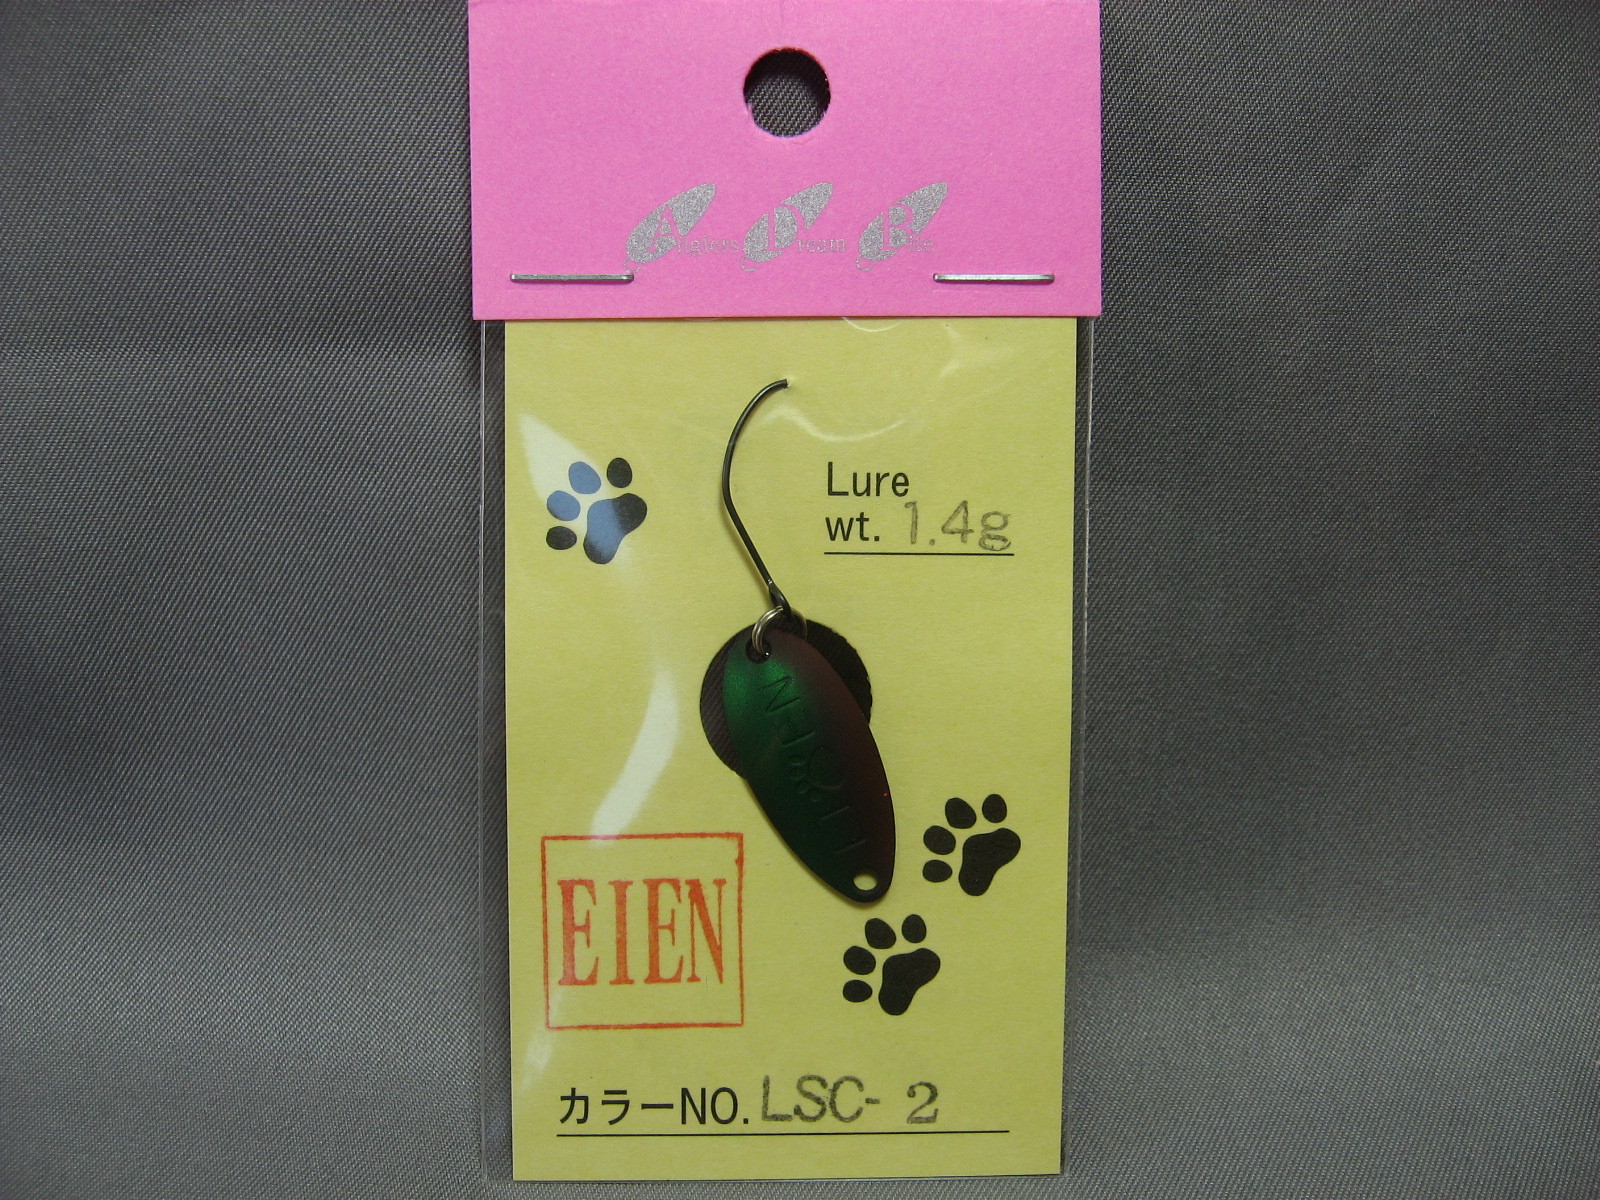 Anglers Dream Bite
Lure
wt. 1.4g
EIEN
カラーNO. LSC-2